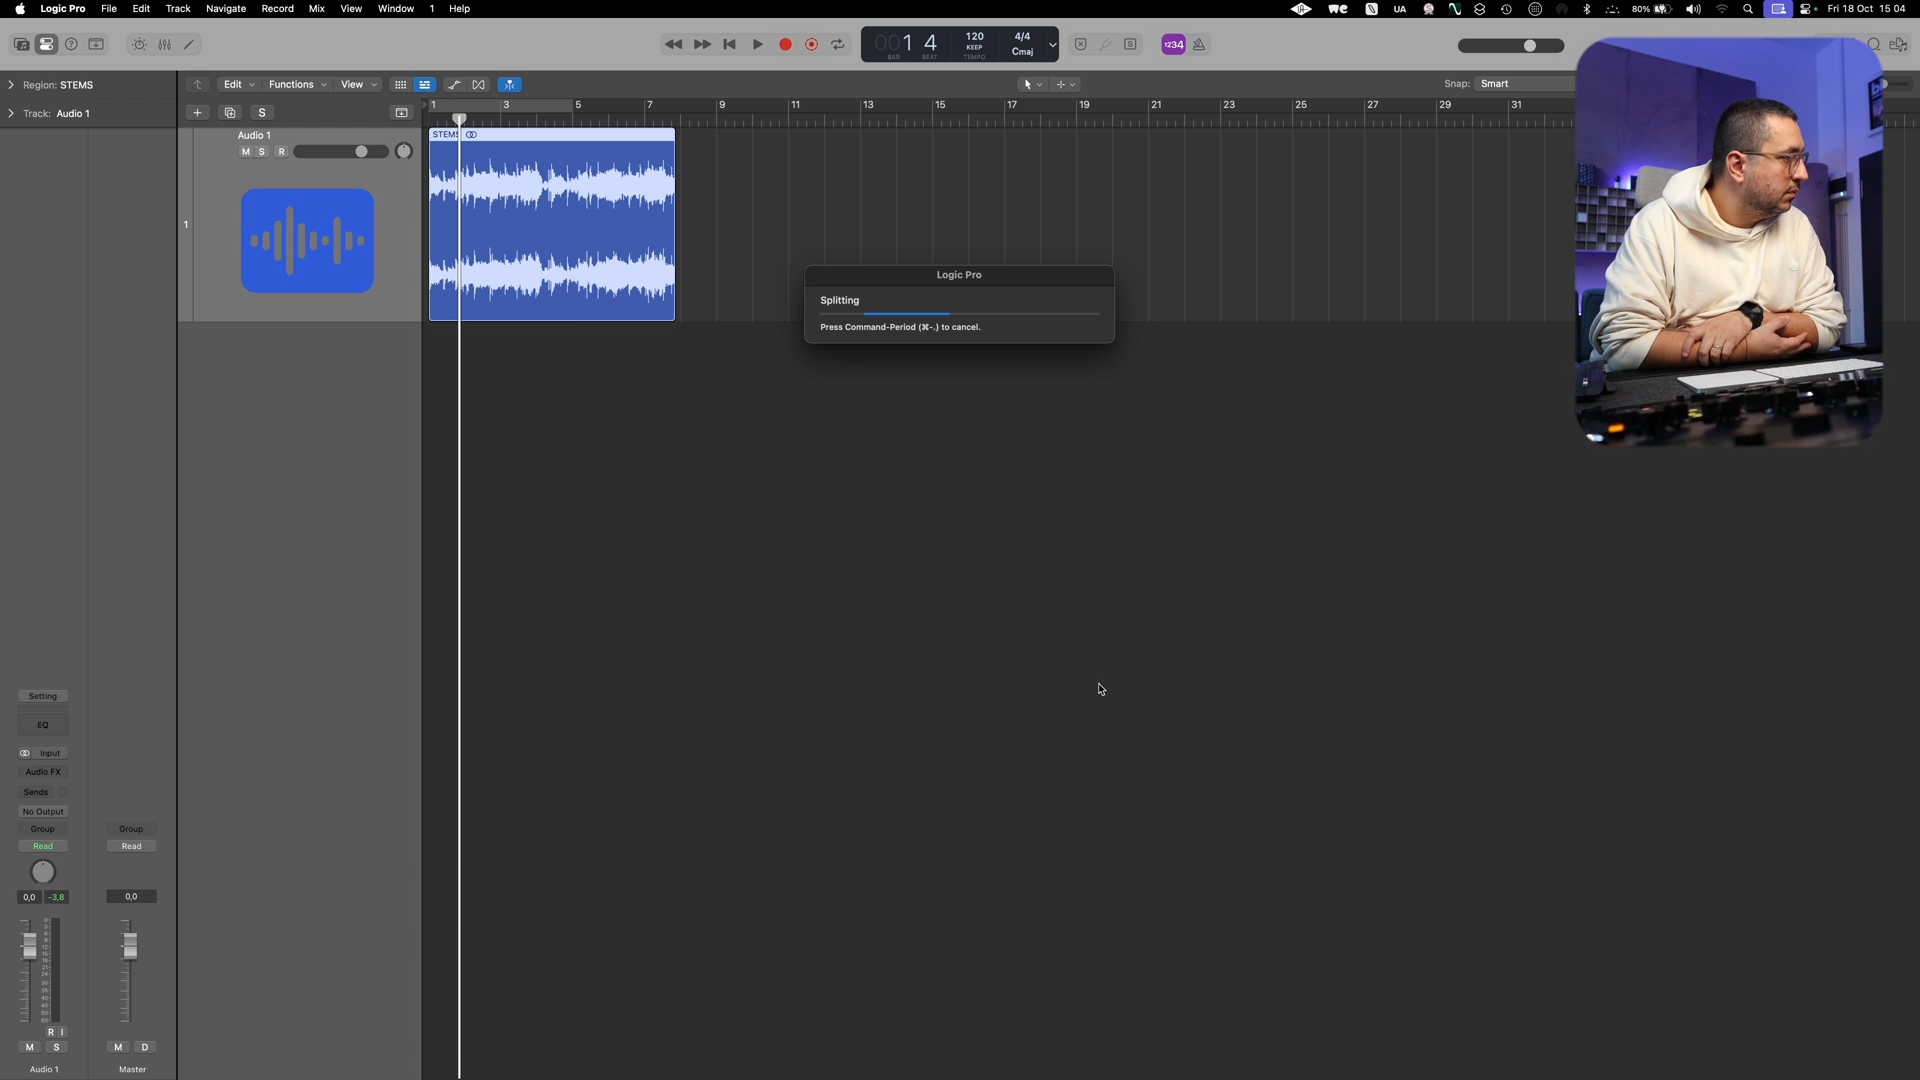 Logic Pro File Edit Track Navigate Record Mix View Window 1 Help
UA 80% Fri 18 Oct 15 04
001 4 120 4/4
KEEP Cmaj
BAR BEAT TEMPO
1234
Region: STEMS
Edit Functions View
Snap: Smart
Track: Audio 1
S
1 3 5 7 9 11 13 15 17 19 21 23 25 27 29 31
Audio 1
M S R
1
STEMS
Logic Pro
Splitting
Press Command-Period (⌘-.) to cancel.
Setting
EQ
Input
Audio FX
Sends
No Output
Group Group
Read Read
0,0 -3,8 0,0
R I
M S M D
Audio 1 Master